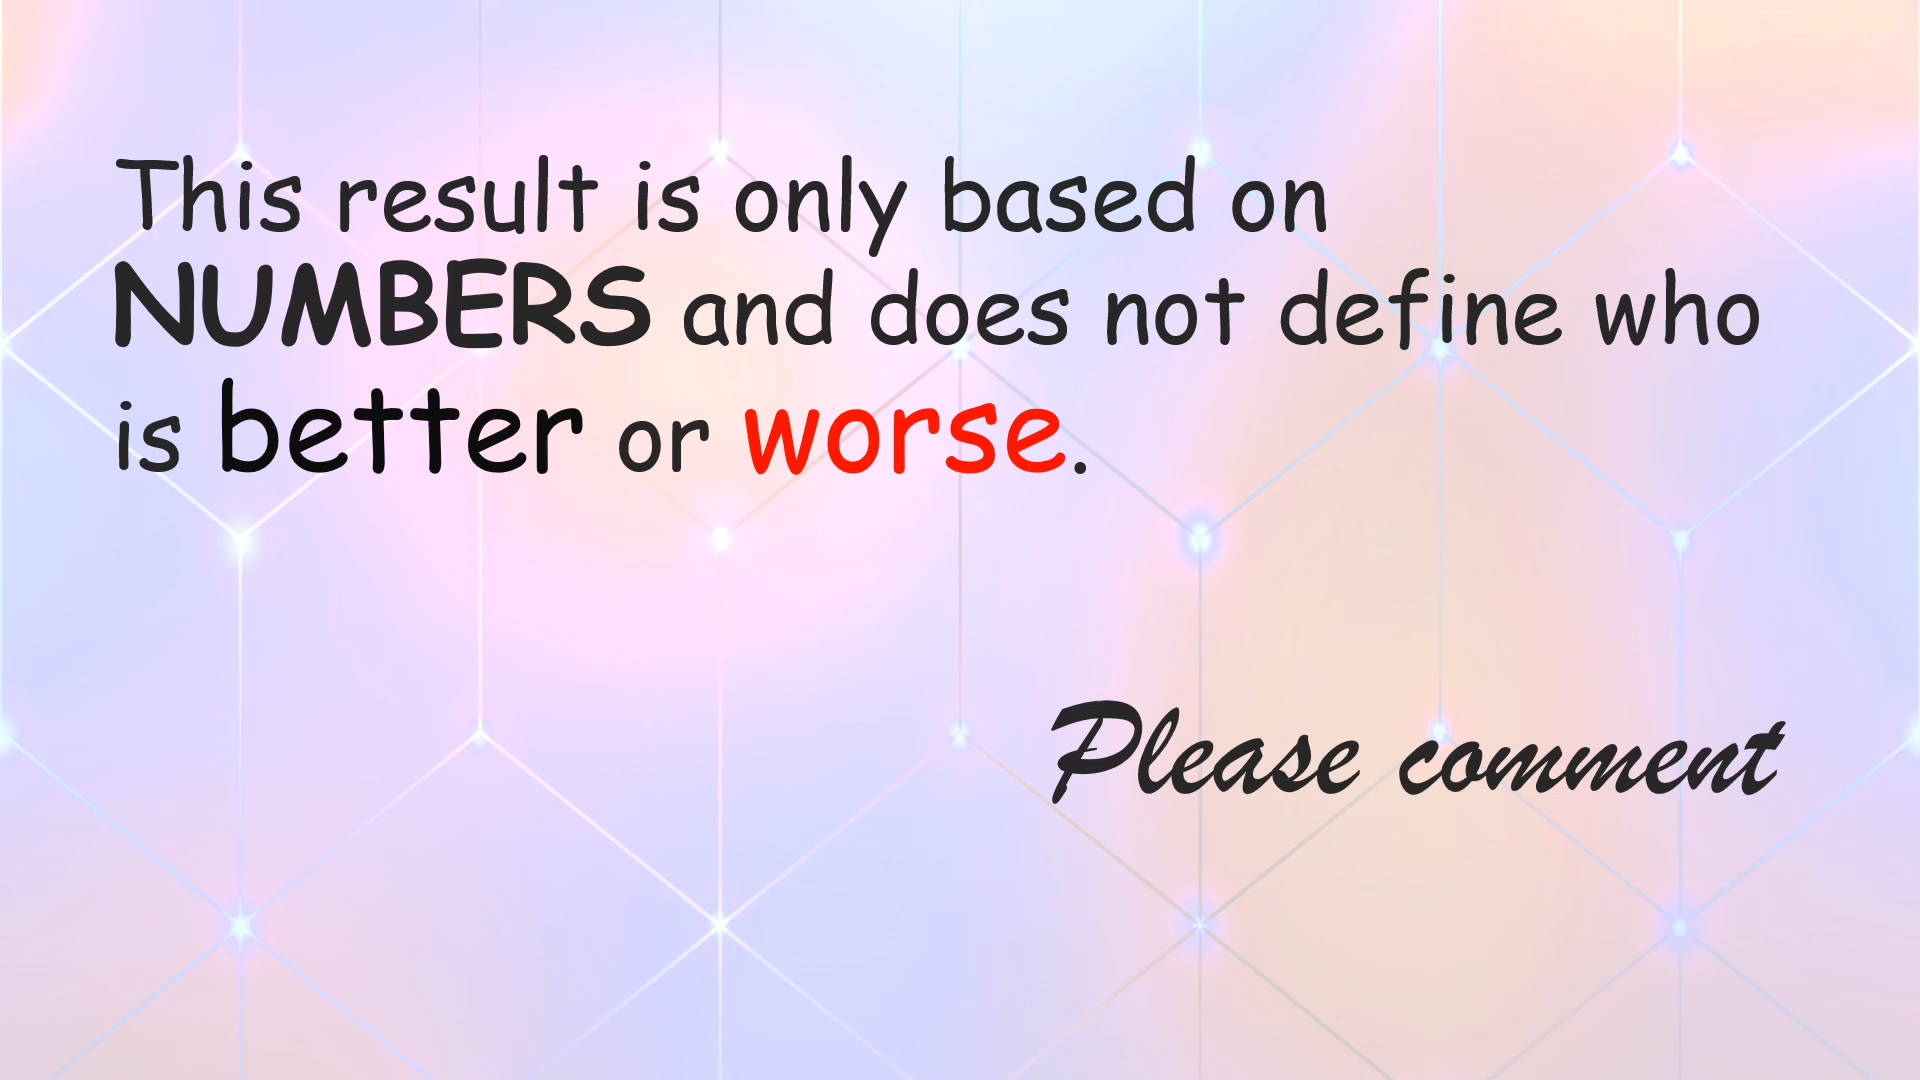 This result is only based on
NUMBERS and does not define who
is better or worse.
Please comment